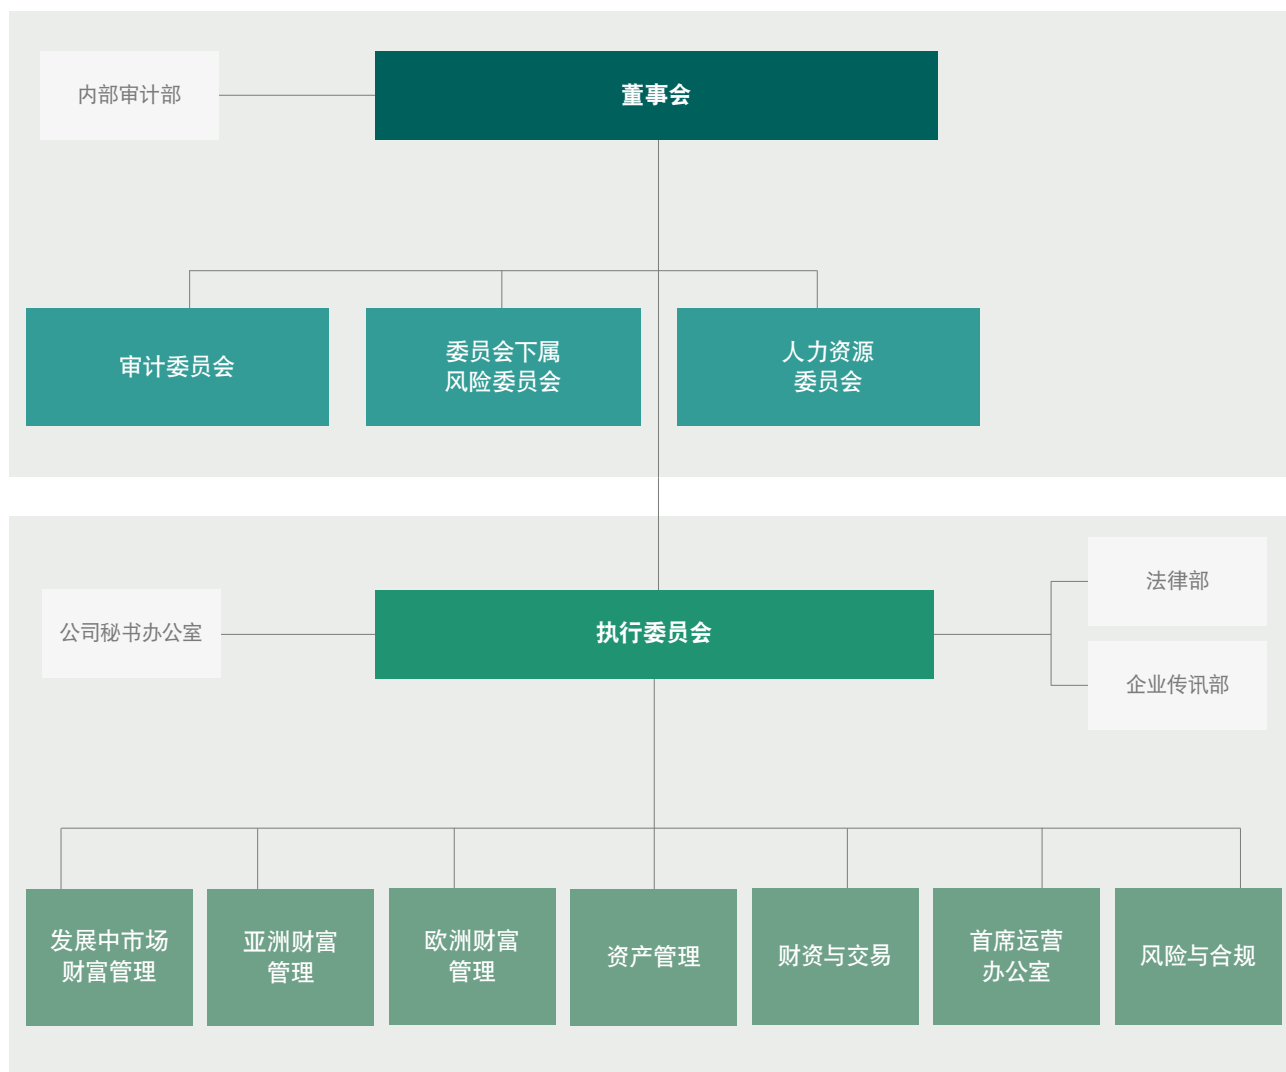 内部审计部
董事会
审计委员会
委员会下属
风险委员会
人力资源
委员会
公司秘书办公室
执行委员会
法律部
企业传讯部
发展中市场
财富管理
亚洲财富
管理
欧洲财富
管理
资产管理
财资与交易
首席运营
办公室
风险与合规